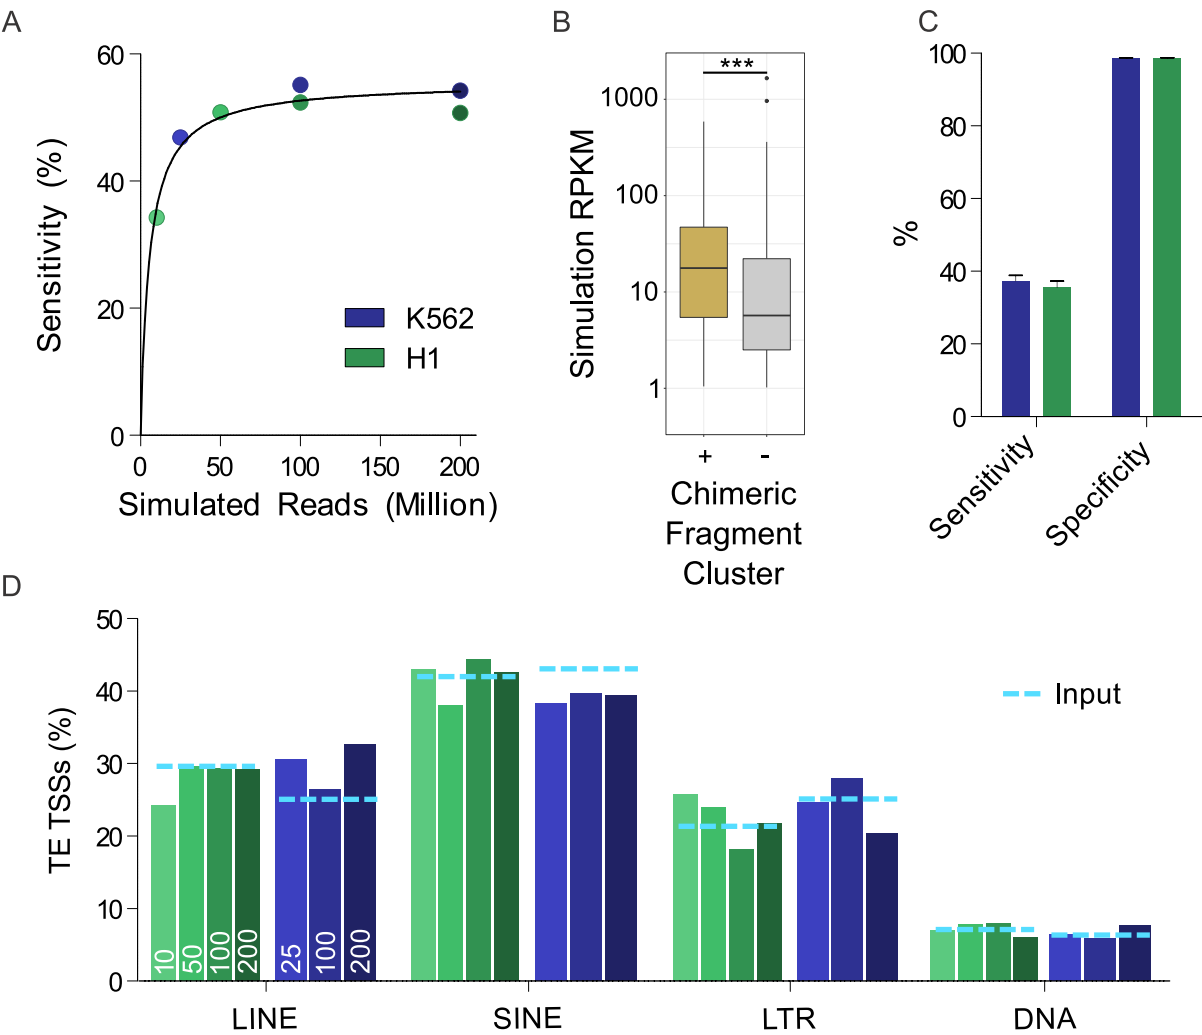 A
60
40
20
0
Sensitivity (%)
K562
H1
0 50 100 150 200
Simulated Reads (Million)
B
***
1000
100
10
1
Simulation RPKM
+ -
Chimeric
Fragment
Cluster
C
100
80
60
40
20
0
%
Sensitivity
Specificity
D
50
40
30
20
10
0
TE TSSs (%)
Input
10 50 100 200 25 100 200
LINE SINE LTR DNA